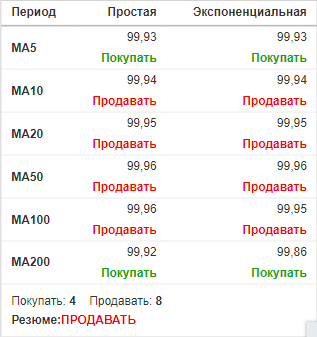 Период Простая Экспоненциальная
MA5 99,93 99,93
Покупать Покупать
MA10 99,94 99,94
Продавать Продавать
MA20 99,95 99,95
Продавать Продавать
MA50 99,96 99,96
Продавать Продавать
MA100 99,96 99,95
Продавать Продавать
MA200 99,92 99,86
Покупать Покупать
Покупать: 4 Продавать: 8
Резюме:ПРОДАВАТЬ